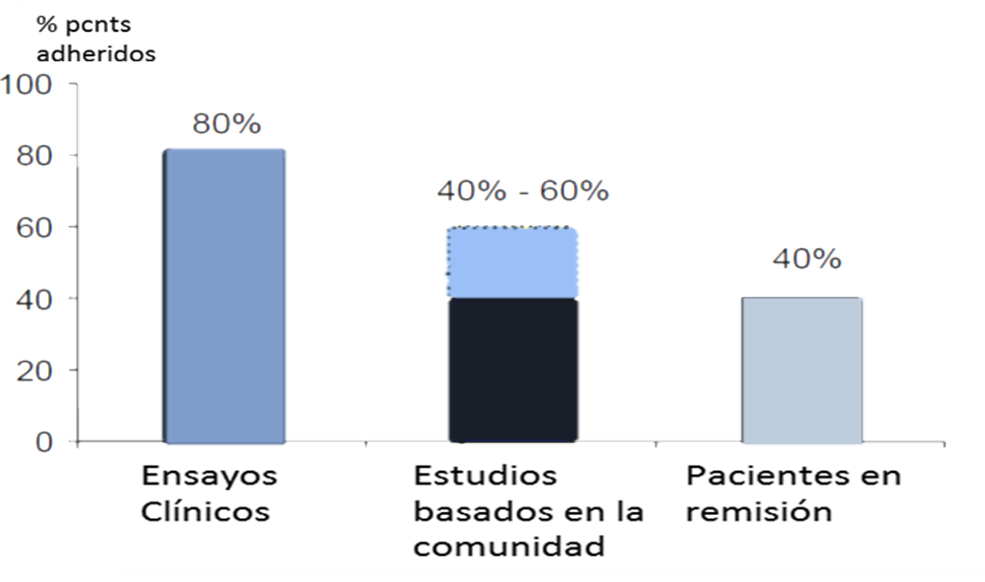 % pcnts
adheridos
100
80
60
40
20
0
80%
40% - 60%
40%
Ensayos
Clínicos
Estudios
basados en la
comunidad
Pacientes en
remisión